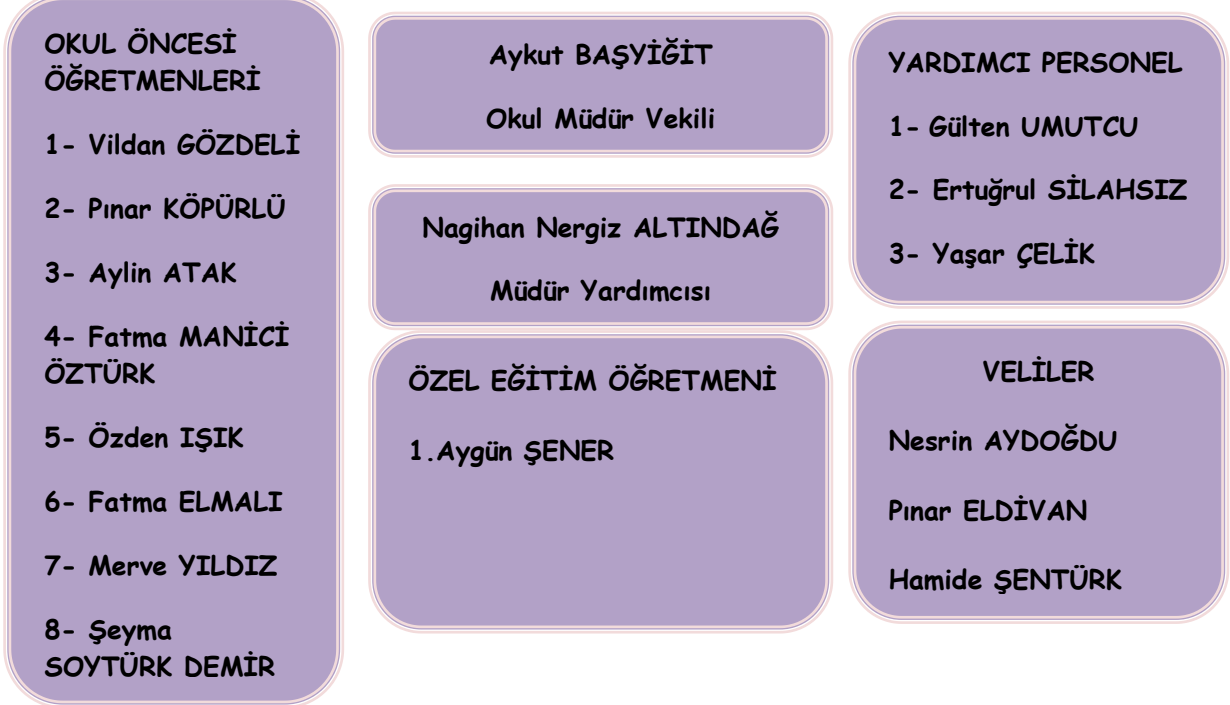 OKUL ÖNCESİ
ÖĞRETMENLERİ
1- Vildan GÖZDELİ
2- Pınar KÖPÜRLÜ
3- Aylin ATAK
4- Fatma MANİCİ
ÖZTÜRK
5- Özden IŞIK
6- Fatma ELMALI
7- Merve YILDIZ
8- Şeyma
SOYTÜRK DEMİR
Aykut BAŞYİĞİT
Okul Müdür Vekili
Nagihan Nergiz ALTINDAĞ
Müdür Yardımcısı
ÖZEL EĞİTİM ÖĞRETMENİ
1.Aygün ŞENER
YARDIMCI PERSONEL
1- Gülten UMUTCU
2- Ertuğrul SİLAHSIZ
3- Yaşar ÇELİK
VELİLER
Nesrin AYDOĞDU
Pınar ELDİVAN
Hamide ŞENTÜRK